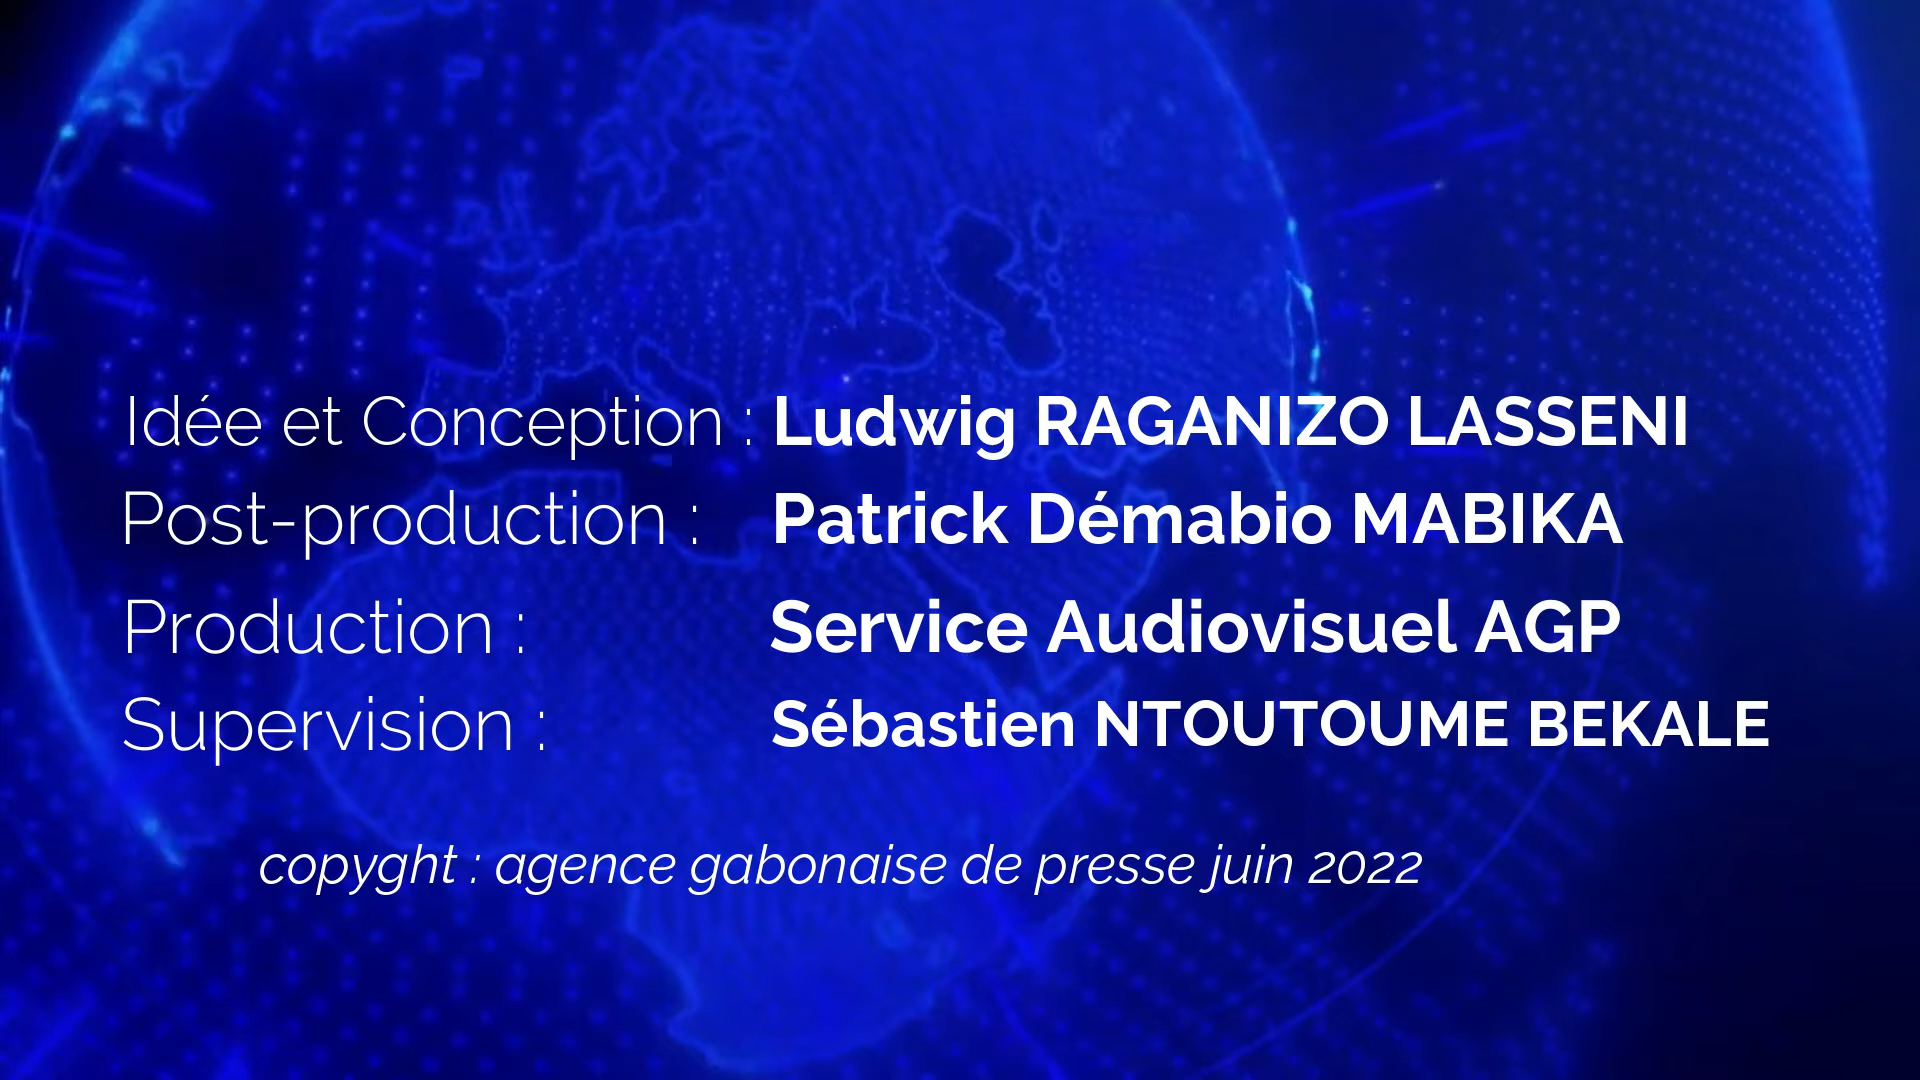 Idée et Conception : Ludwig RAGANIZO LASSENI
Post-production : Patrick Démabio MABIKA
Production : Service Audiovisuel AGP
Supervision : Sébastien NTOUTOUME BEKALE
copyght : agence gabonaise de presse juin 2022